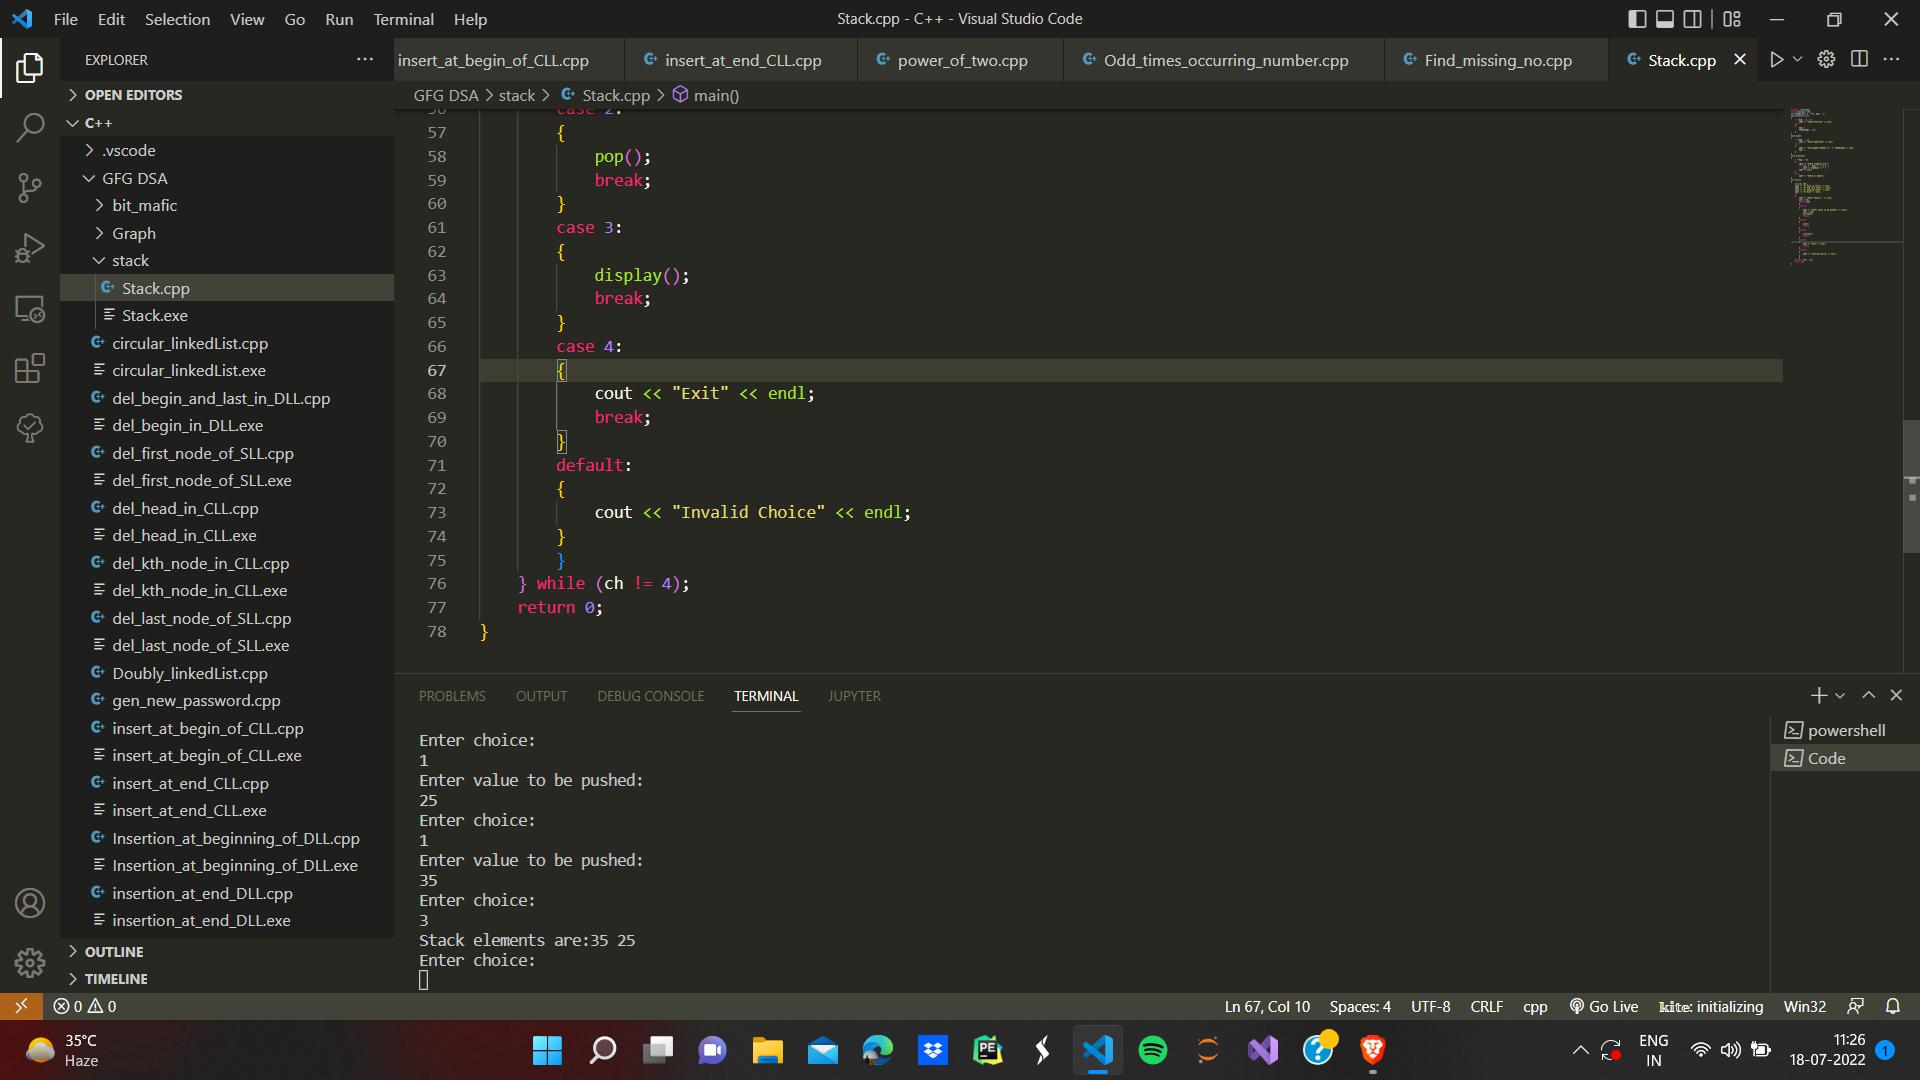 File Edit Selection View Go Run Terminal Help
Stack.cpp - C++ - Visual Studio Code
EXPLORER
OPEN EDITORS
C++
.vscode
GFG DSA
bit_mafic
Graph
stack
Stack.cpp
Stack.exe
circular_linkedList.cpp
circular_linkedList.exe
del_begin_and_last_in_DLL.cpp
del_begin_in_DLL.exe
del_first_node_of_SLL.cpp
del_first_node_of_SLL.exe
del_head_in_CLL.cpp
del_head_in_CLL.exe
del_kth_node_in_CLL.cpp
del_kth_node_in_CLL.exe
del_last_node_of_SLL.cpp
del_last_node_of_SLL.exe
Doubly_linkedList.cpp
gen_new_password.cpp
insert_at_begin_of_CLL.cpp
insert_at_begin_of_CLL.exe
insert_at_end_CLL.cpp
insert_at_end_CLL.exe
Insertion_at_beginning_of_DLL.cpp
Insertion_at_beginning_of_DLL.exe
insertion_at_end_DLL.cpp
insertion_at_end_DLL.exe
OUTLINE
TIMELINE
insert_at_begin_of_CLL.cpp insert_at_end_CLL.cpp power_of_two.cpp Odd_times_occurring_number.cpp Find_missing_no.cpp Stack.cpp
GFG DSA > stack > Stack.cpp > main()
56 case 2:
57 {
58 pop();
59 break;
60 }
61 case 3:
62 {
63 display();
64 break;
65 }
66 case 4:
67 {
68 cout << "Exit" << endl;
69 break;
70 }
71 default:
72 {
73 cout << "Invalid Choice" << endl;
74 }
75 }
76 } while (ch != 4);
77 return 0;
78 }
PROBLEMS OUTPUT DEBUG CONSOLE TERMINAL JUPYTER
Enter choice:
1
Enter value to be pushed:
25
Enter choice:
1
Enter value to be pushed:
35
Enter choice:
3
Stack elements are:35 25
Enter choice:
powershell
Code
0 0
Ln 67, Col 10 Spaces: 4 UTF-8 CRLF cpp Go Live kite: initializing Win32
35°C
Haze
PE
ENG
IN
11:26
18-07-2022
1